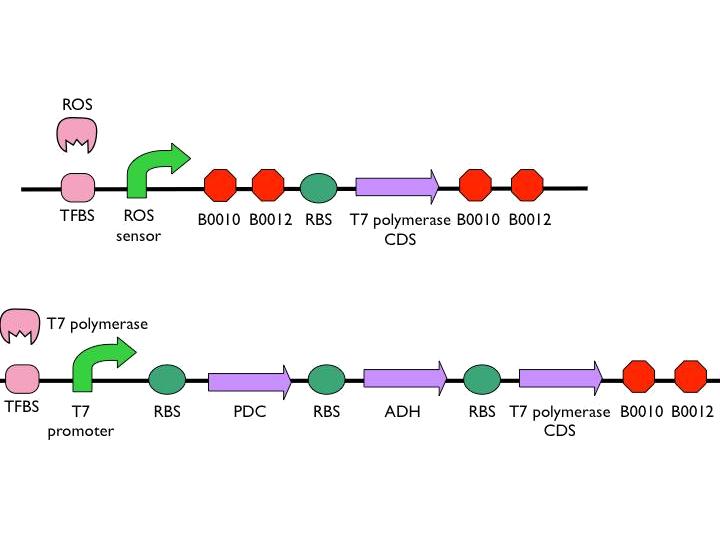 ROS
TFBS
ROS
sensor
B0010
B0012
RBS
T7 polymerase
CDS
B0010
B0012
T7 polymerase
TFBS
T7
promoter
RBS
PDC
RBS
ADH
RBS
T7 polymerase
CDS
B0010
B0012